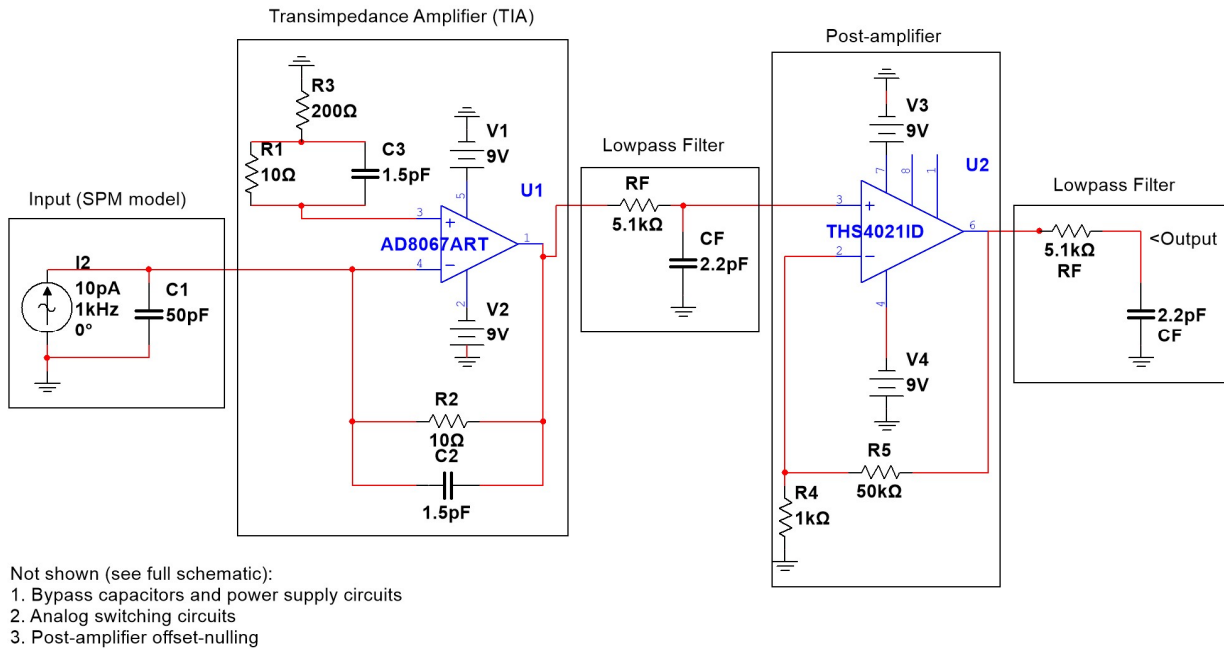 Transimpedance Amplifier (TIA)
R3
200Ω
R1
10Ω
C3
1.5pF
V1
9V
5
U1
3
AD8067ART
1
4
2
V2
9V
R2
10Ω
C2
1.5pF
Input (SPM model)
I2
10pA
1kHz
0°
C1
50pF
Lowpass Filter
RF
5.1kΩ
CF
2.2pF
Post-amplifier
V3
9V
7
8
1
U2
3
THS4021ID
6
2
4
V4
9V
R5
50kΩ
R4
1kΩ
Lowpass Filter
5.1kΩ
RF
<Output
2.2pF
CF
Not shown (see full schematic):
1. Bypass capacitors and power supply circuits
2. Analog switching circuits
3. Post-amplifier offset-nulling